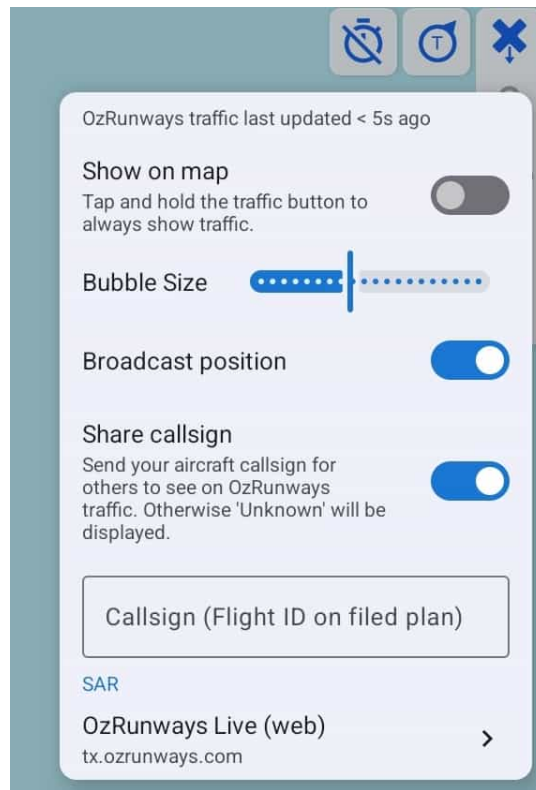 T
OzRunways traffic last updated < 5s ago
Show on map
Tap and hold the traffic button to
always show traffic.
Bubble Size
Broadcast position
Share callsign
Send your aircraft callsign for
others to see on OzRunways
traffic. Otherwise 'Unknown' will be
displayed.
Callsign (Flight ID on filed plan)
SAR
OzRunways Live (web)
tx.ozrunways.com